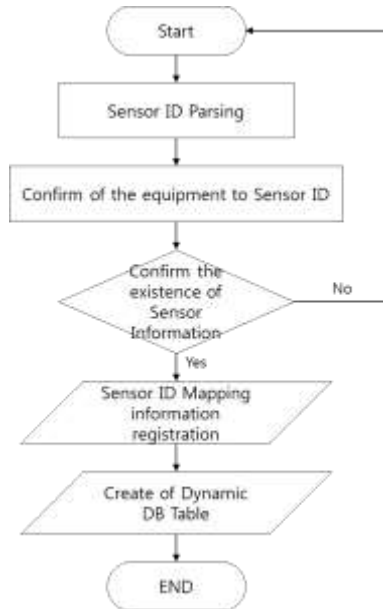 Start
Sensor ID Parsing
Confirm of the equipment to Sensor ID
Confirm the
existence of
Sensor
Information
No
Yes
Sensor ID Mapping
information
registration
Create of Dynamic
DB Table
END